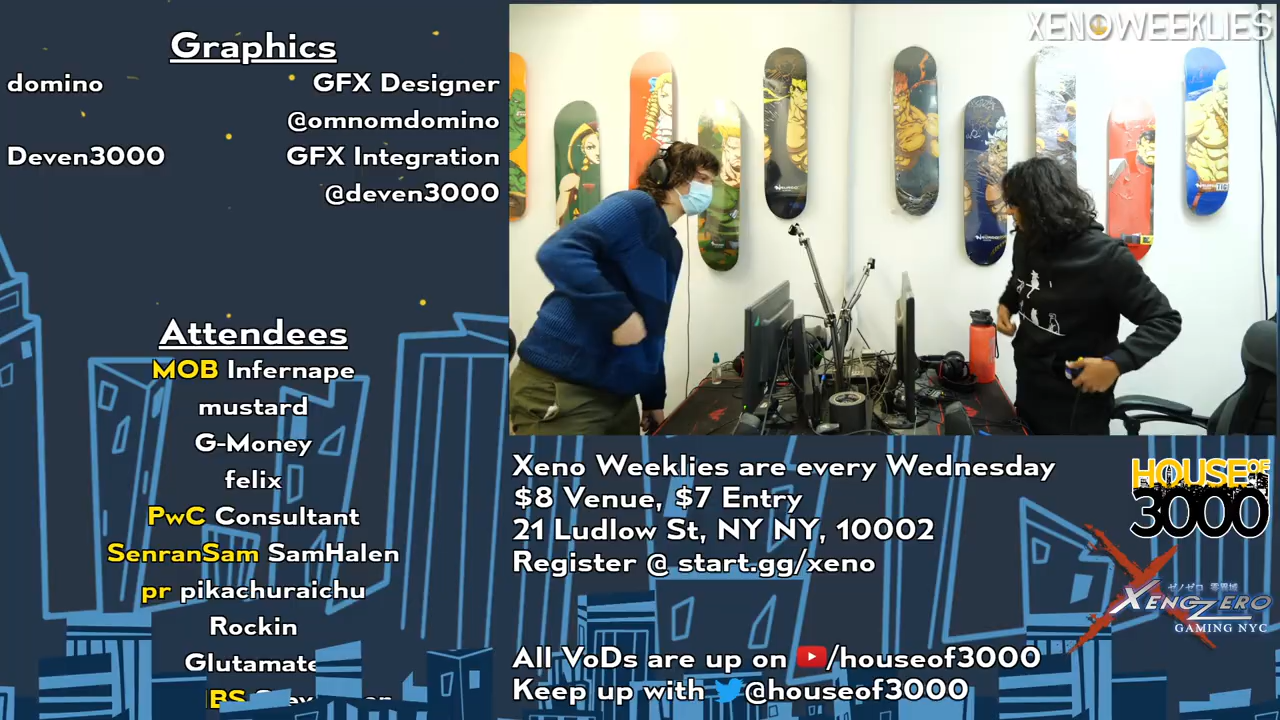 XENOWEEKLIES
Graphics
domino GFX Designer
@omnomdomino
Deven3000 GFX Integration
@deven3000
Attendees
MOB Infernape
mustard
G-Money
felix
PwC Consultant
SenranSam SamHalen
pr pikachuraichu
Rockin
Glutamate
Xeno Weeklies are every Wednesday
$8 Venue, $7 Entry
21 Ludlow St, NY NY, 10002
Register @ start.gg/xeno
All VoDs are up on /houseof3000
Keep up with @houseof3000
HOUSE OF
3000
XENOZERO
GAMING NYC